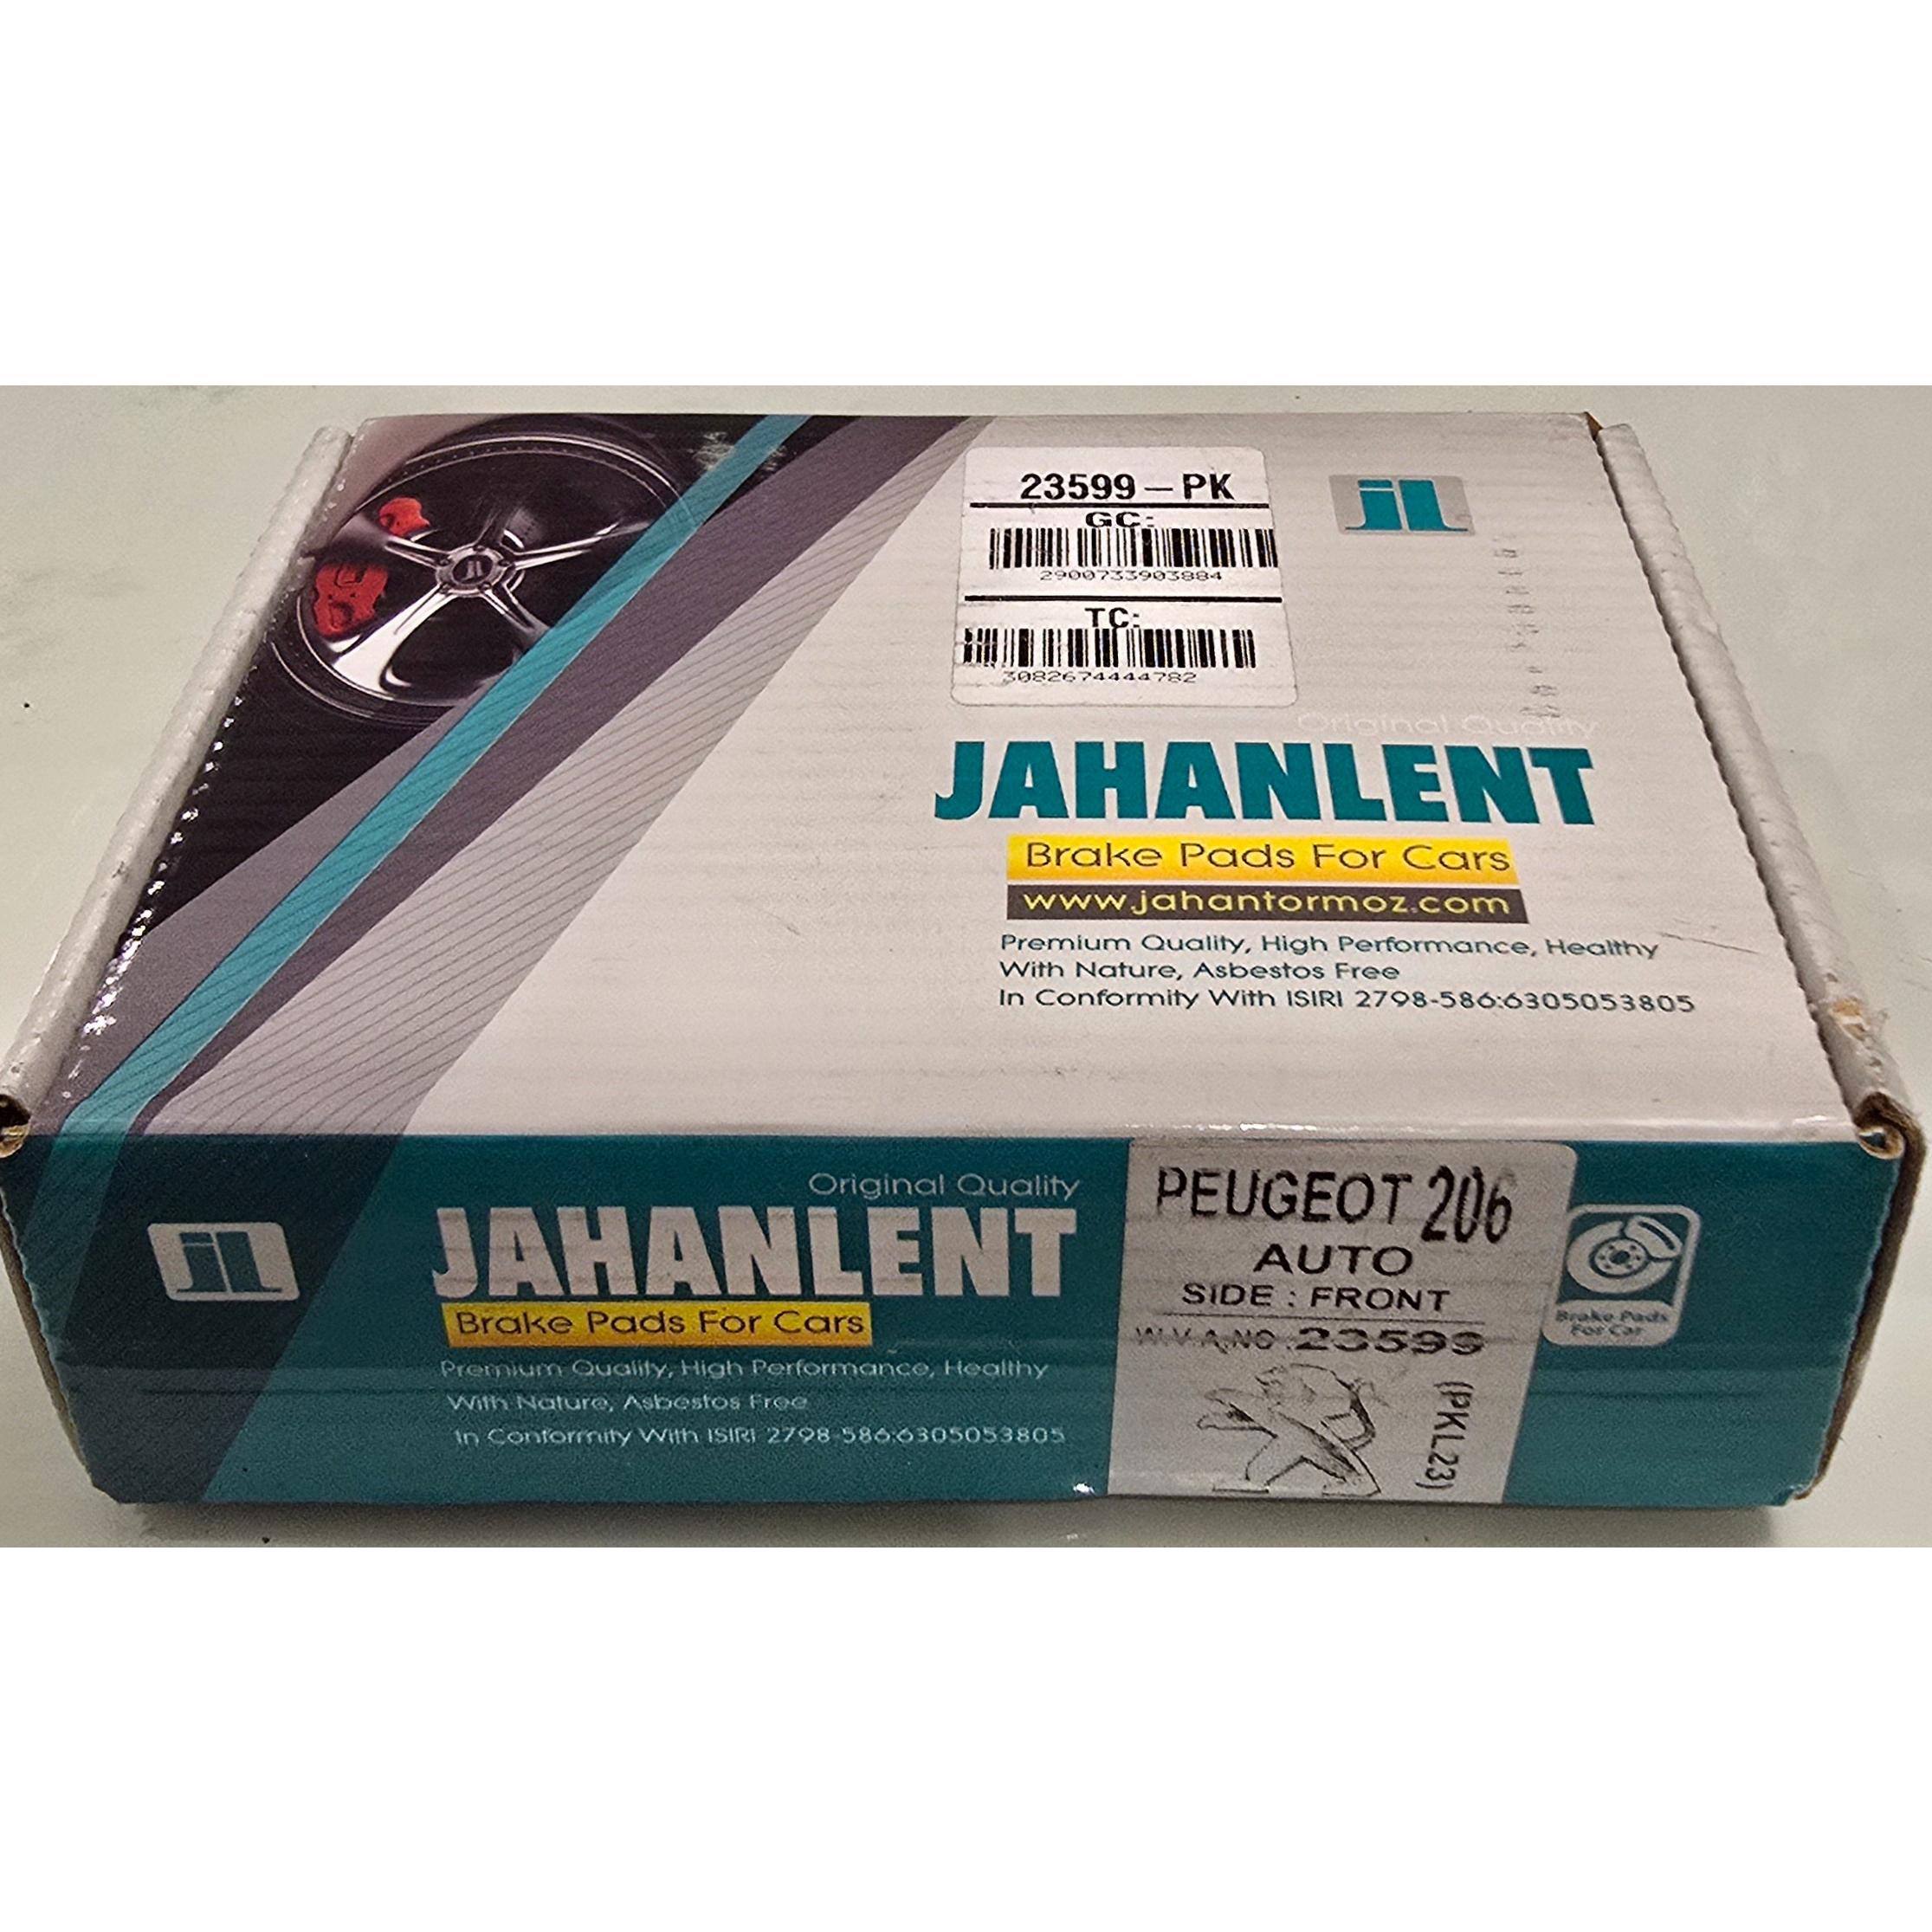 23599-PK
GC:
2900733903884
TC:
3082674444782
JL
Original Quality
JAHANLENT
Brake Pads For Cars
www.jahantormoz.com
Premium Quality, High Performance, Healthy
With Nature, Asbestos Free
In Conformity With ISIRI 2798-586:6305053805
JL
Original Quality
JAHANLENT
Brake Pads For Cars
Premium Quality, High Performance, Healthy
With Nature, Asbestos Free
In Conformity With ISIRI 2798-586:6305053805
PEUGEOT 206
AUTO
SIDE : FRONT
W.V.A.NO :23599
(PKL23)
Brake Pads
For Car